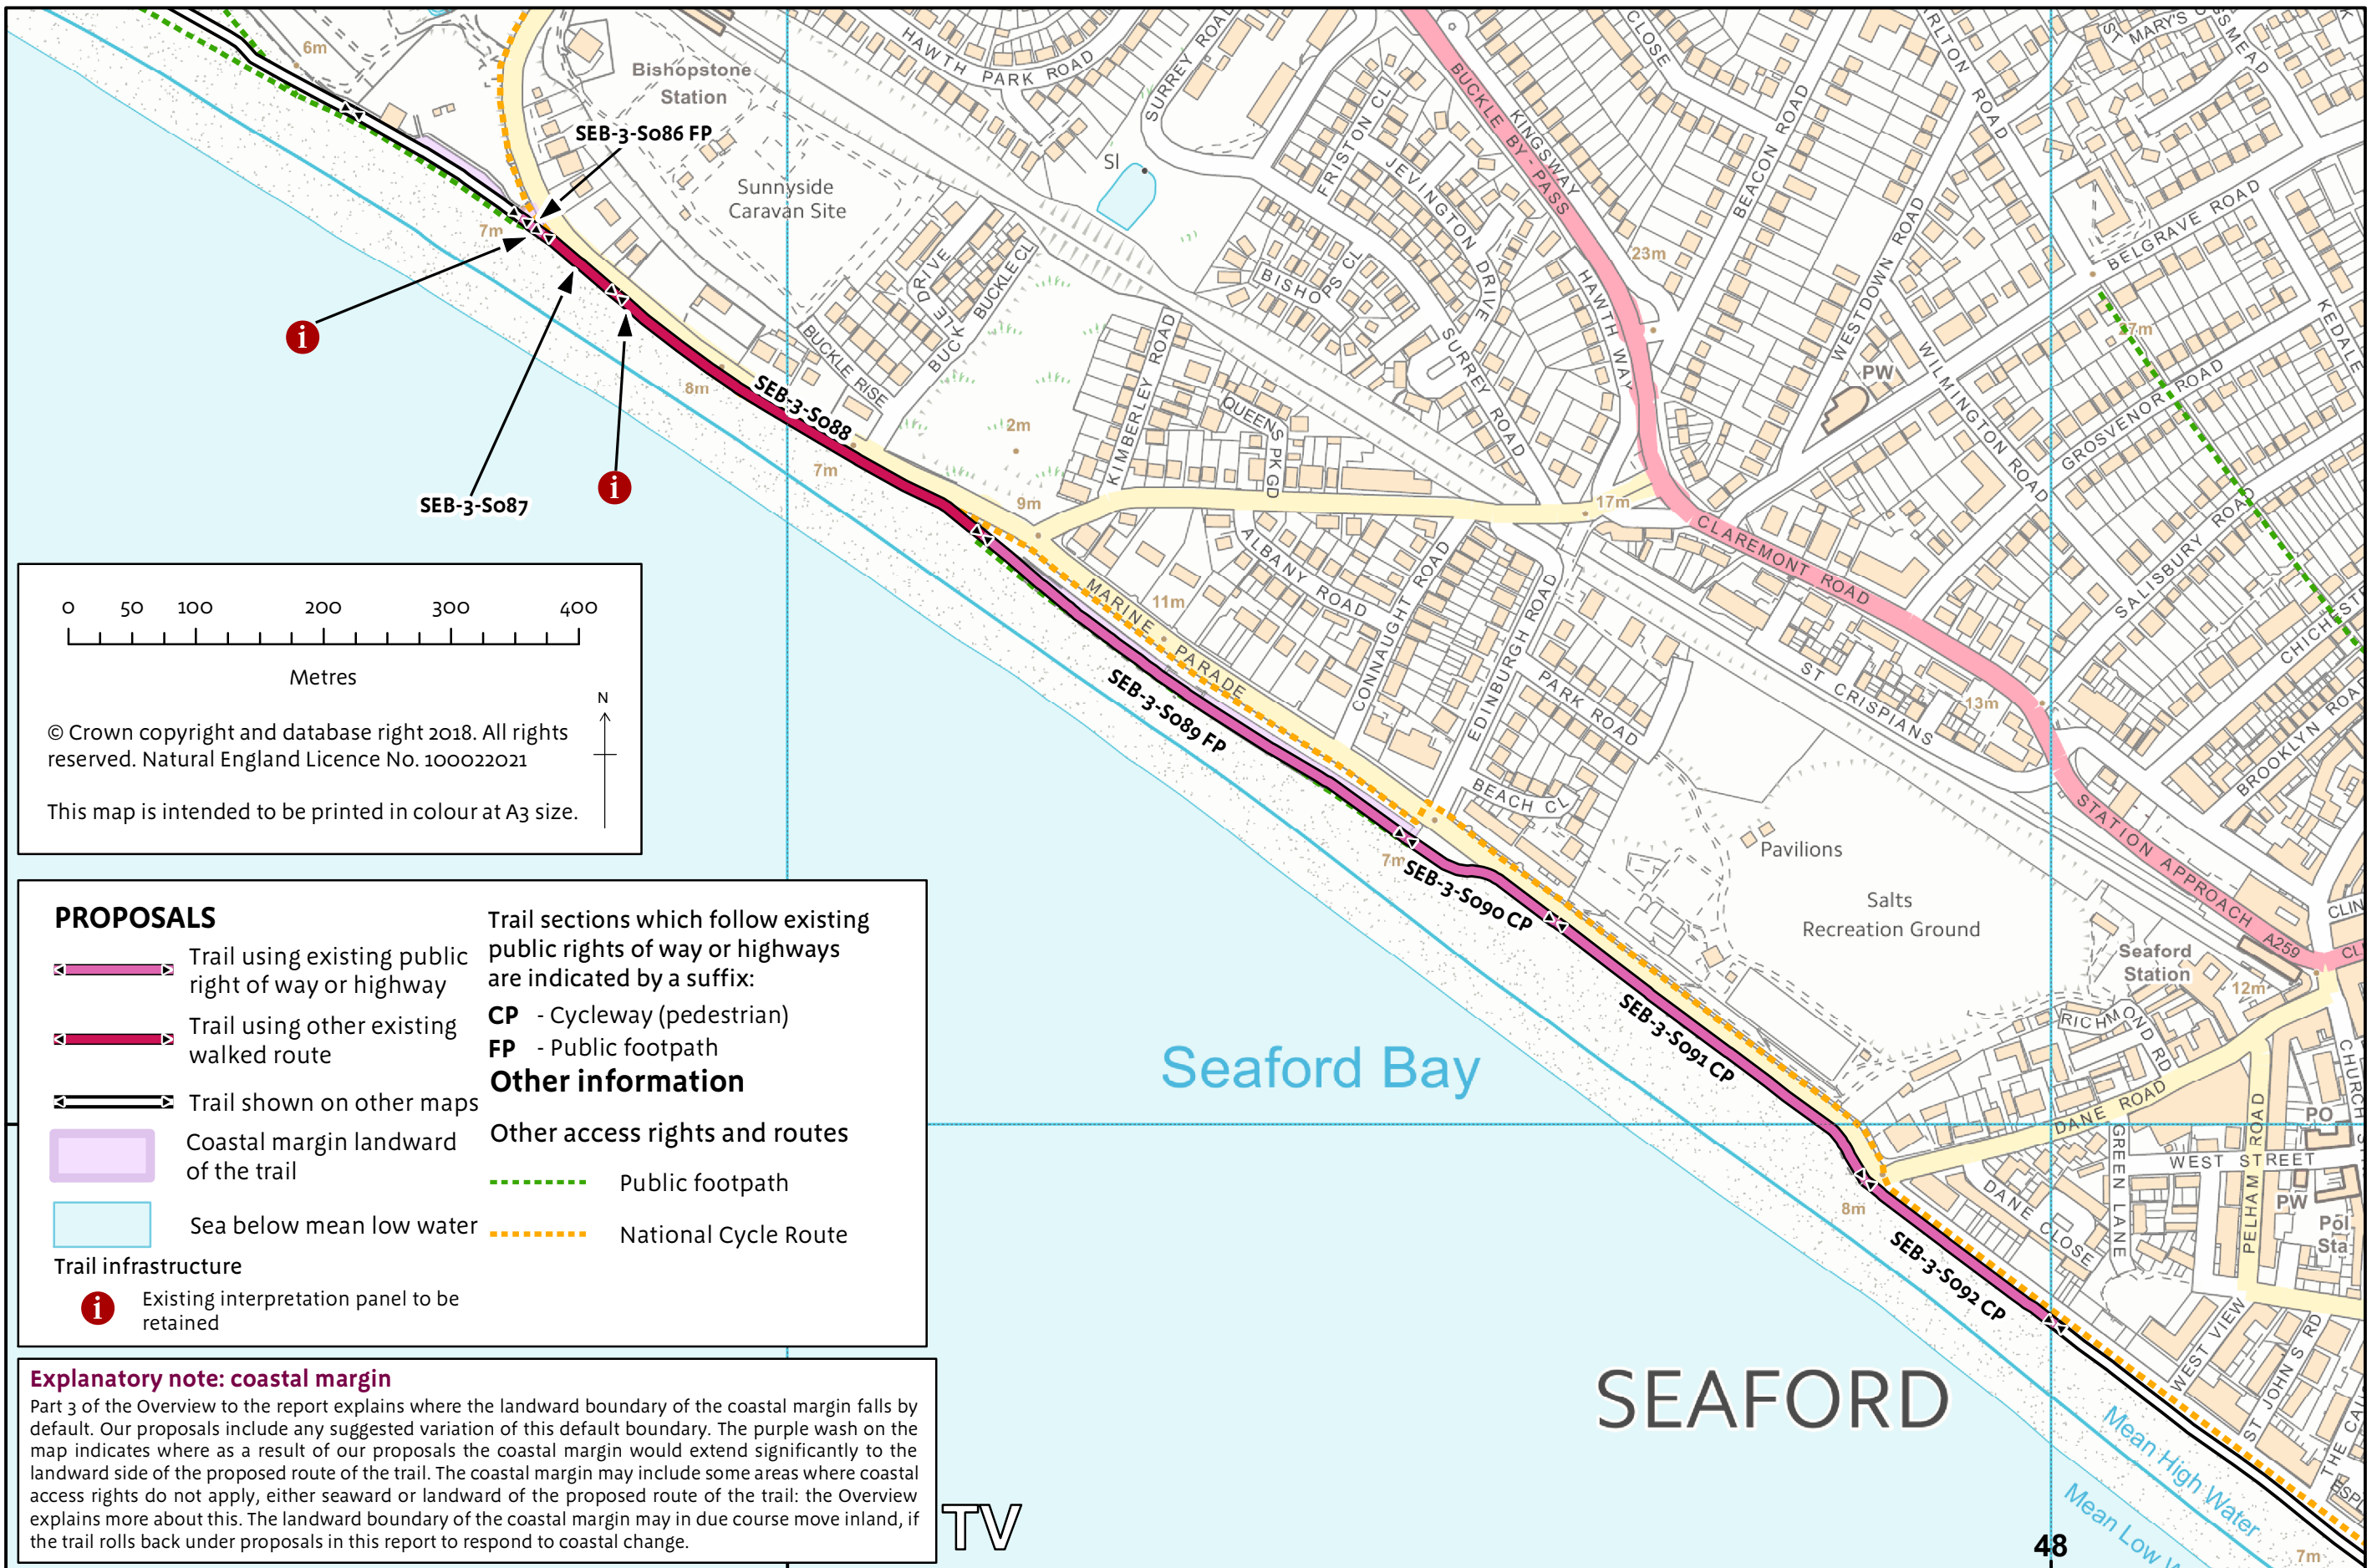 6m
HAWTH PARK ROAD
SURREY ROAD
CLOSE
ST MARY'S
Bishopstone
Station
SEB-3-S086 FP
BUCKLE BY-PASS
KINGSWAY
BEACON ROAD
Sl
FRISTON CL
JEVINGTON DRIVE
Sunnyside
Caravan Site
BELGRAVE ROAD
7m
23m
BUCKLE DRIVE
BUCKLE CL
BISHOPS CL
HAWTH WAY
WESTDOWN ROAD
27m
KEDALE
i
BUCKLE RISE
KIMBERLEY ROAD
SURREY ROAD
PW
WILMINGTON ROAD
GROSVENOR ROAD
8m
SEB-3-S088
QUEENS PK GD
2m
7m
i
SEB-3-S087
9m
17m
CLAREMONT ROAD
SALISBURY ROAD
ALBANY ROAD
CONNAUGHT ROAD
EDINBURGH ROAD
MARINE PARADE
11m
PARK ROAD
ST CRISPIANS
13m
BROOKLYN ROA
SEB-3-S089 FP
BEACH CL
STATION APPROACH A259
Pavilions
7m
SEB-3-S090 CP
Salts
Recreation Ground
CLIN
Seaford
Station
12m
SEB-3-S091 CP
RICHMOND RD
CHURCH
Seaford Bay
DANE ROAD
PELHAM ROAD
PO
GREEN LANE
WEST STREET
8m
DANE CLOSE
PW
Pol
Sta
SEB-3-S092 CP
WEST VIEW
ST JOHN'S RD
SEAFORD
Mean High Water
Mean Low W
48
7m
TV
0 50 100 200 300 400
Metres
N
© Crown copyright and database right 2018. All rights
reserved. Natural England Licence No. 100022021
This map is intended to be printed in colour at A3 size.
PROPOSALS
Trail using existing public
right of way or highway
Trail using other existing
walked route
Trail shown on other maps
Coastal margin landward
of the trail
Sea below mean low water
Trail infrastructure
i
Existing interpretation panel to be
retained
Trail sections which follow existing
public rights of way or highways
are indicated by a suffix:
CP - Cycleway (pedestrian)
FP - Public footpath
Other information
Other access rights and routes
Public footpath
National Cycle Route
Explanatory note: coastal margin
Part 3 of the Overview to the report explains where the landward boundary of the coastal margin falls by
default. Our proposals include any suggested variation of this default boundary. The purple wash on the
map indicates where as a result of our proposals the coastal margin would extend significantly to the
landward side of the proposed route of the trail. The coastal margin may include some areas where coastal
access rights do not apply, either seaward or landward of the proposed route of the trail: the Overview
explains more about this. The landward boundary of the coastal margin may in due course move inland, if
the trail rolls back under proposals in this report to respond to coastal change.